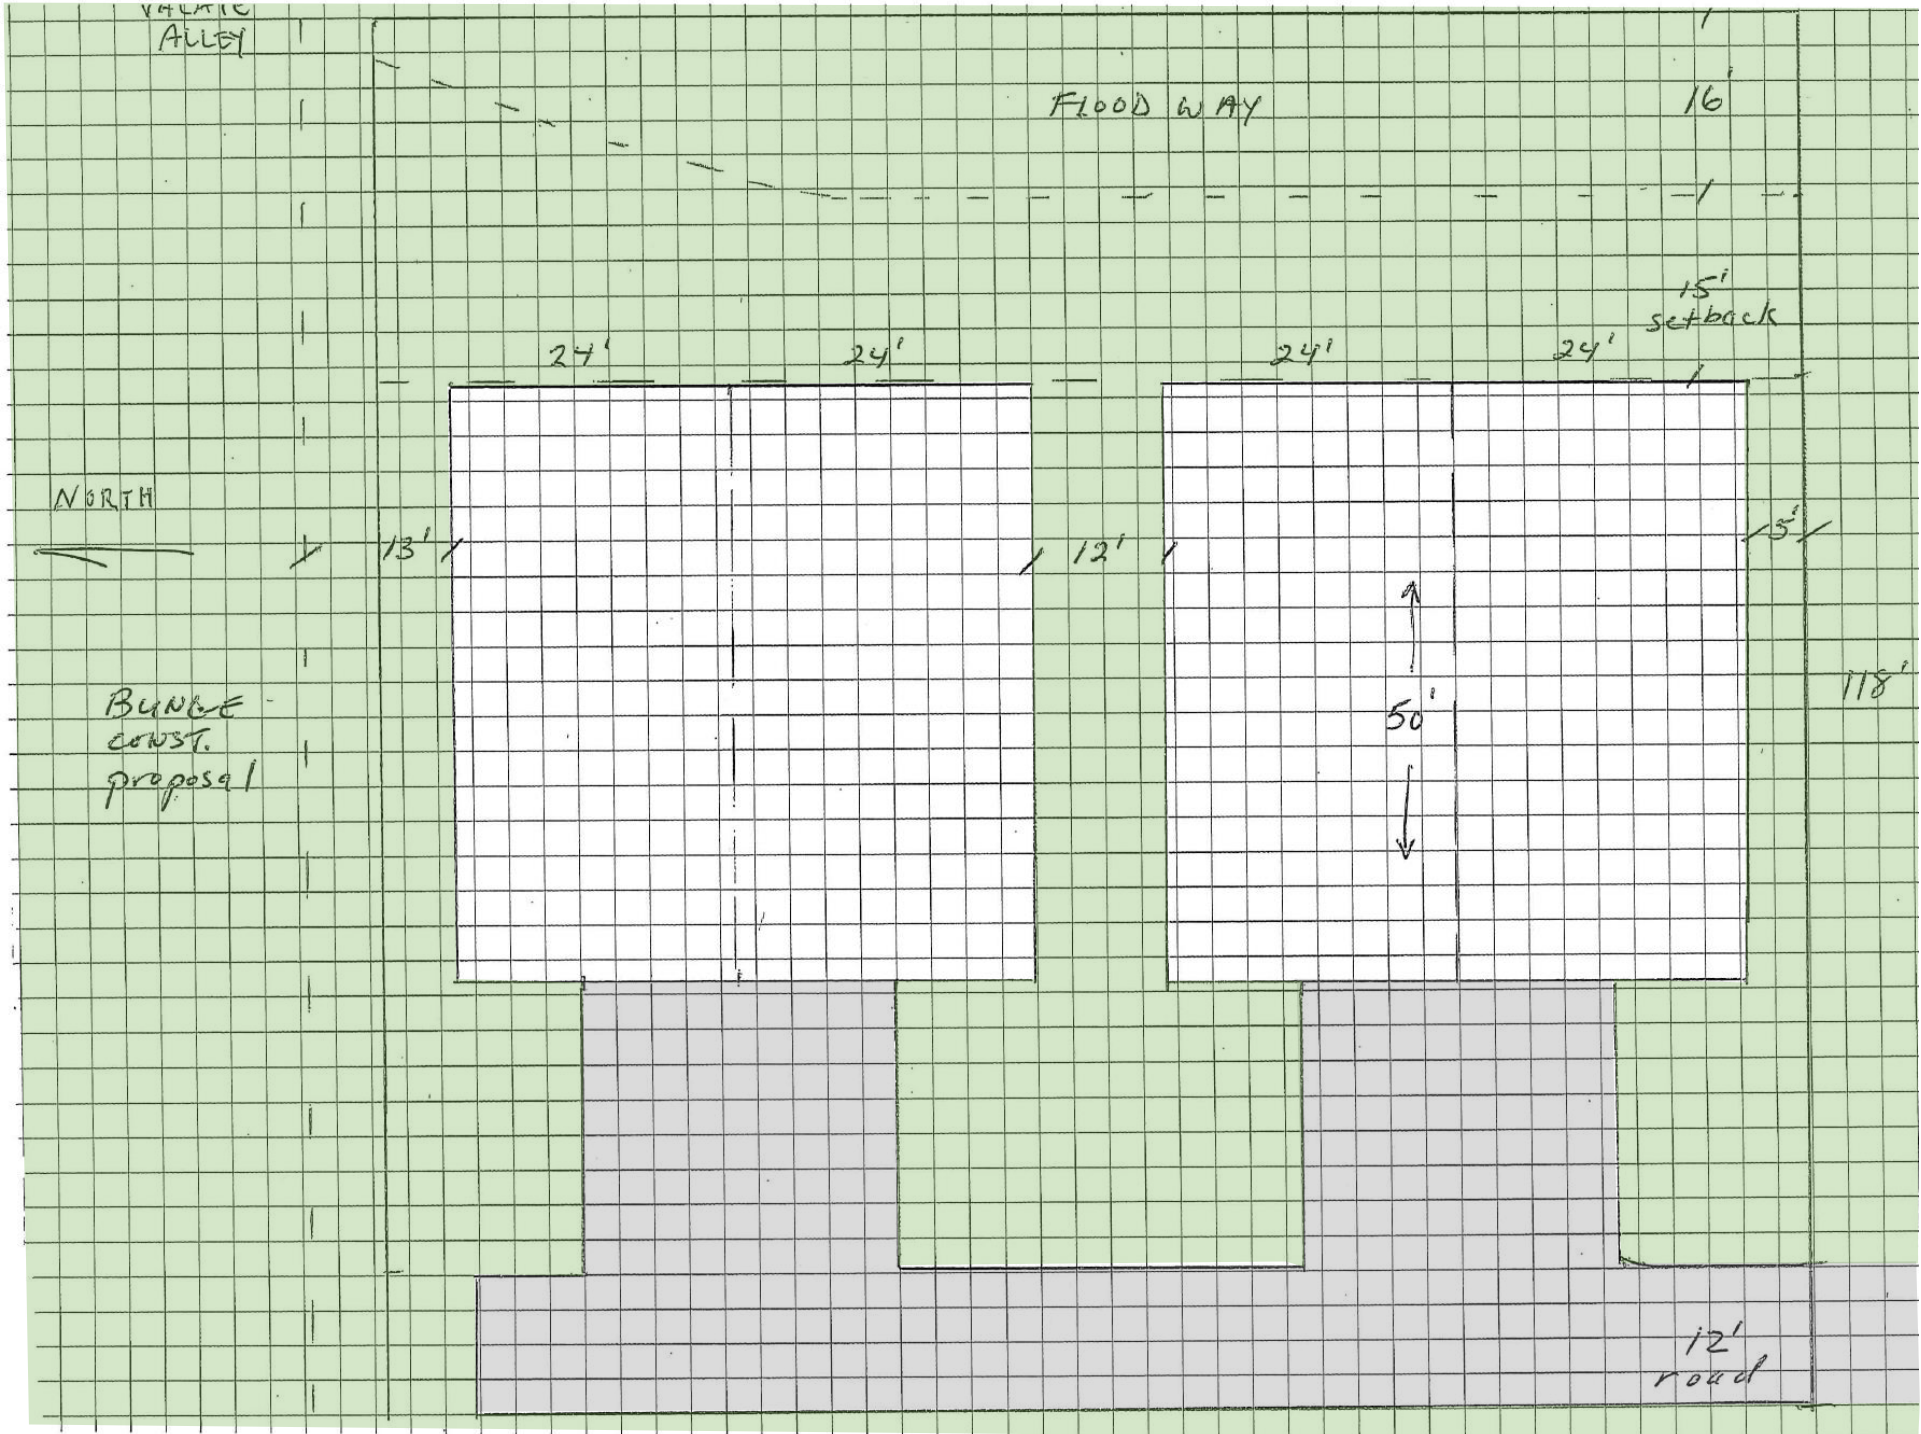 VACATE
ALLEY
FLOOD WAY
16'
15'
setback
24'
24'
24'
24'
NORTH
13'
12'
5'
50'
118'
BUNGE
CONST.
proposal
12'
road